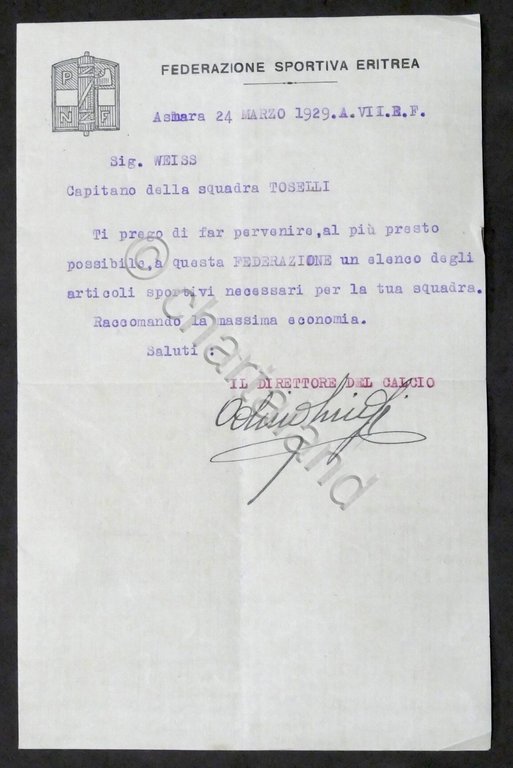 P
N F
FEDERAZIONE SPORTIVA ERITREA
Asmara 24 MARZO 1929.A.VII.E.F.
Sig. WEISS
Capitano della squadra TOSELLI
Ti prego di far pervenire,al più presto
possibile,a questa FEDERAZIONE un elenco degli
articoli sportivi necessari per la tua squadra.
Raccomando la massima economia.
Saluti :
IL DIRETTORE DEL CALCIO
© chartaland